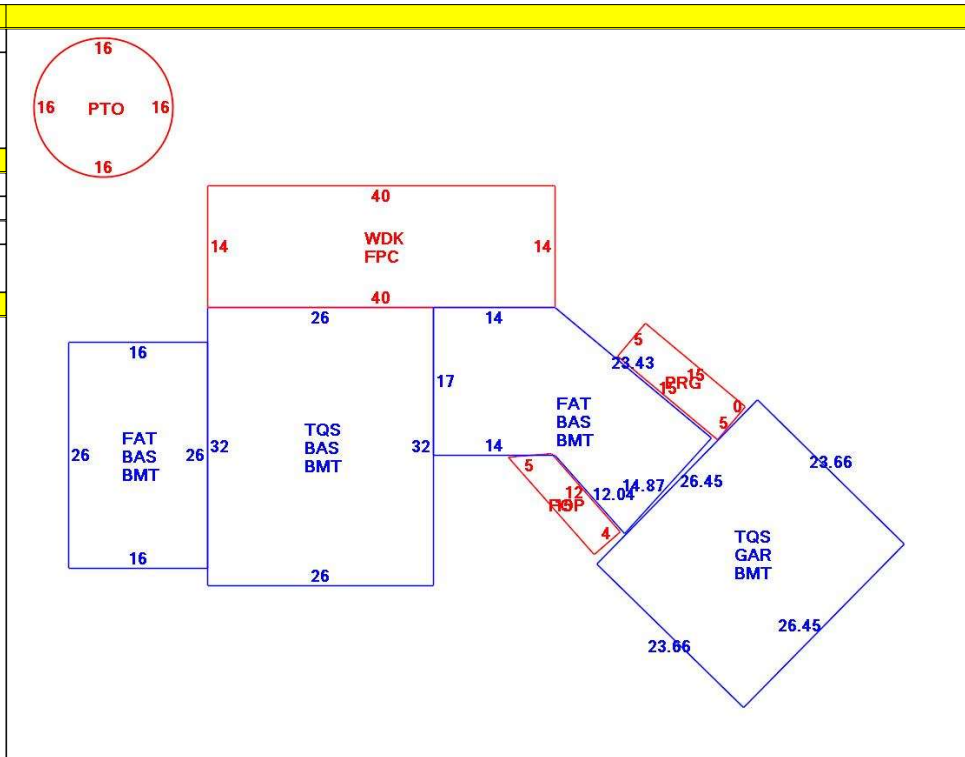 16
16
PTO
16
16
40
14
WDK
FPC
14
40
26
14
16
5
23.43
15
PRG
15
0
5
17
26
FAT
BAS
BMT
26
32
TQS
BAS
BMT
32
FAT
BAS
BMT
14
5
12
12.04
14.87
26.45
23.66
4
16
26
TQS
GAR
BMT
23.66
26.45